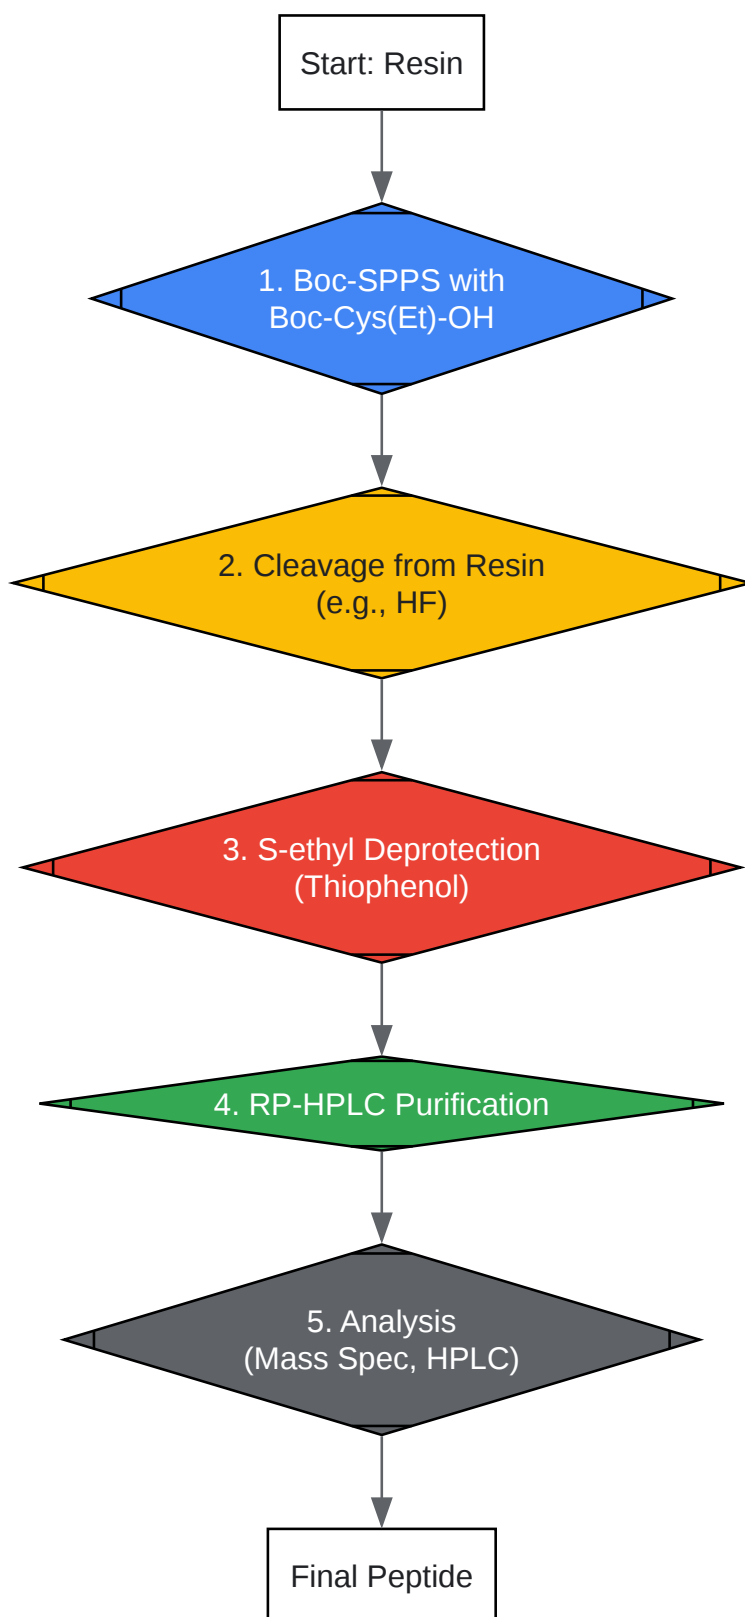 Start: Resin
1. Boc-SPPS with
Boc-Cys(Et)-OH
2. Cleavage from Resin
(e.g., HF)
3. S-ethyl Deprotection
(Thiophenol)
4. RP-HPLC Purification
5. Analysis
(Mass Spec, HPLC)
Final Peptide